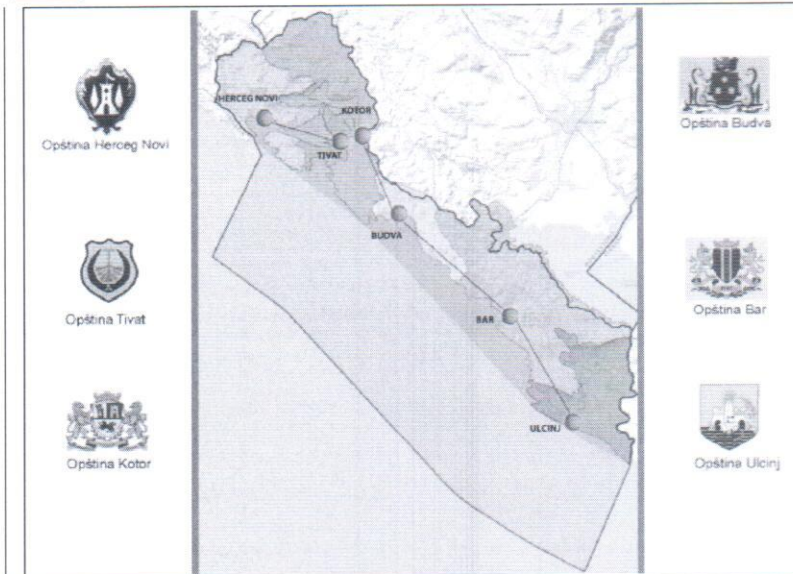 Opština Herceg Novi
Opština Tivat
Opština Kotor
HERCEG NOVI
KOTOR
TIVAT
BUDVA
BAR
ULCINJ
Opština Budva
Opština Bar
Opština Ulcinj